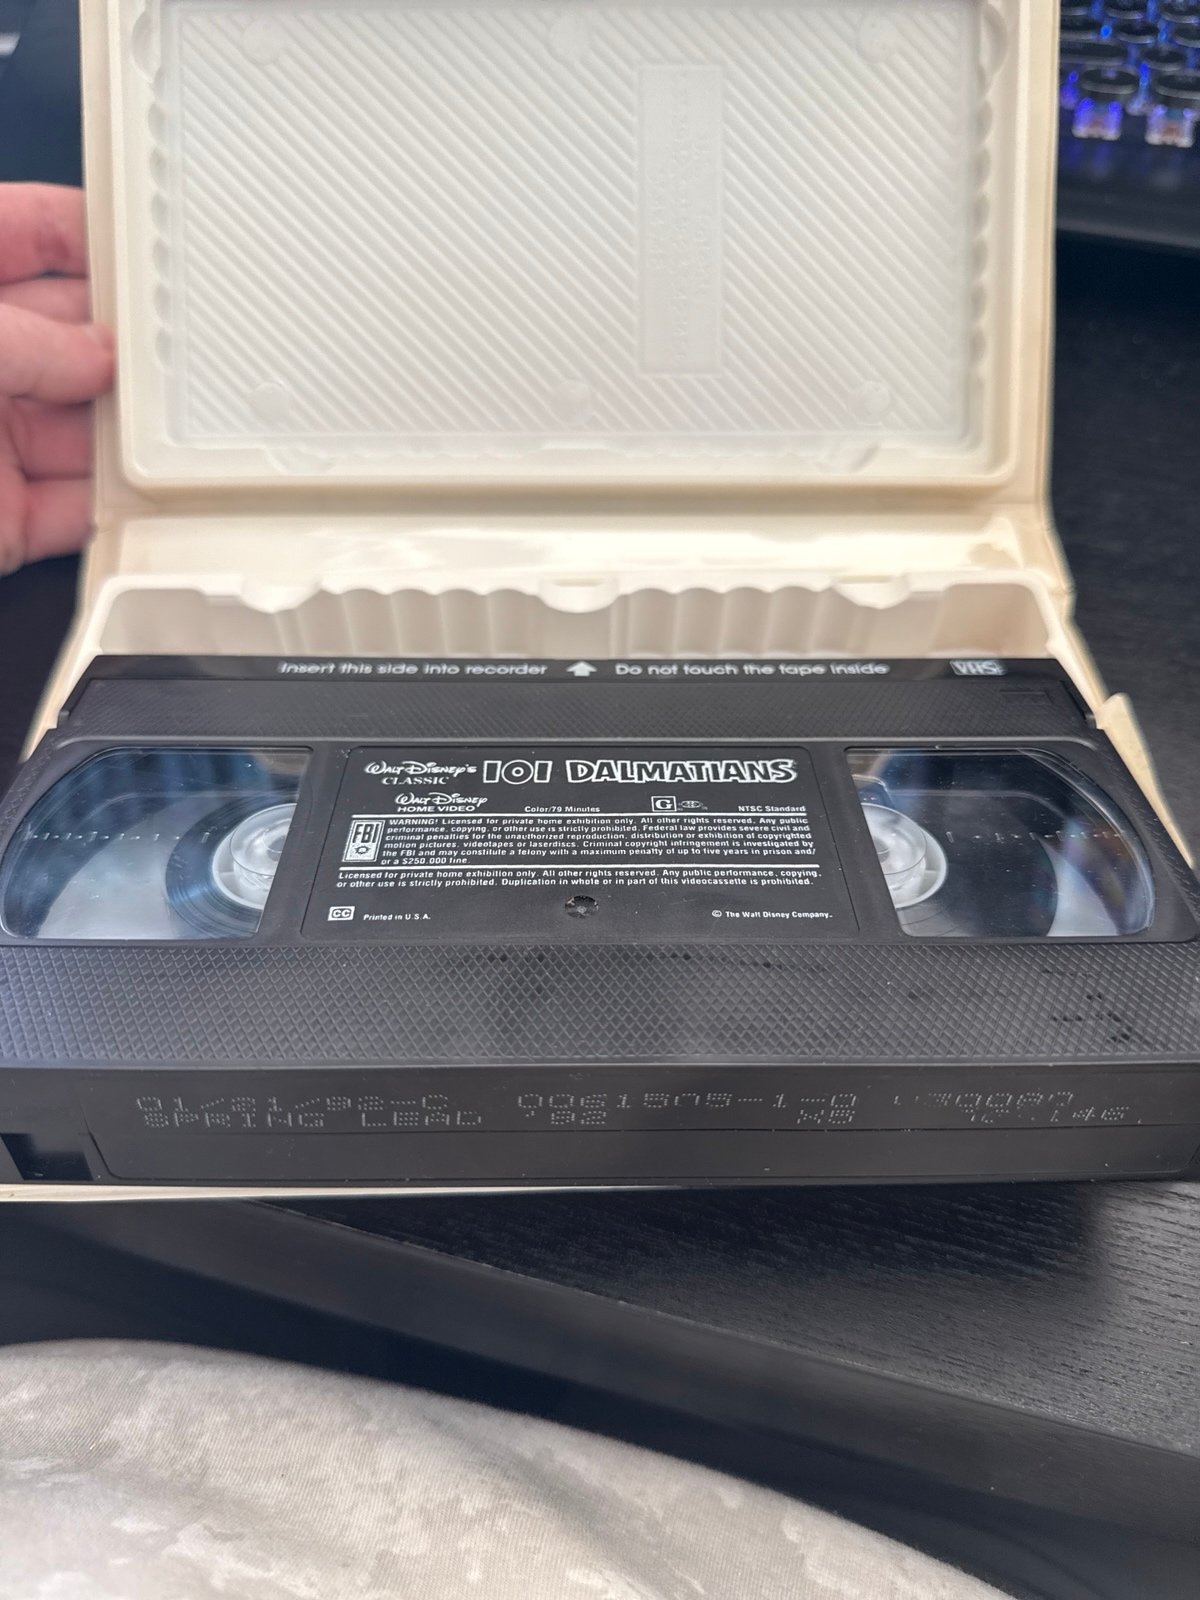 Insert this side into recorder Do not touch the tape inside VHS
WALT DISNEY'S CLASSIC 101 DALMATIANS
WALT DISNEY HOME VIDEO Color/79 Minutes G NTSC Standard
FBI
WARNING! Licensed for private home exhibition only. All other rights reserved. Any public
performance, copying, or other use is strictly prohibited. Federal law provides severe civil and
criminal penalties for the unauthorized reproduction, distribution or exhibition of copyrighted
motion pictures, videotapes or laserdiscs. Criminal copyright infringement is investigated by
the FBI and may constitute a felony with a maximum penalty of up to five years in prison and/
or a $250,000 fine.
Licensed for private home exhibition only. All other rights reserved. Any public performance, copying,
or other use is strictly prohibited. Duplication in whole or in part of this videocassette is prohibited.
CC Printed in U.S.A. © The Walt Disney Company.
SPRING LEAD '92